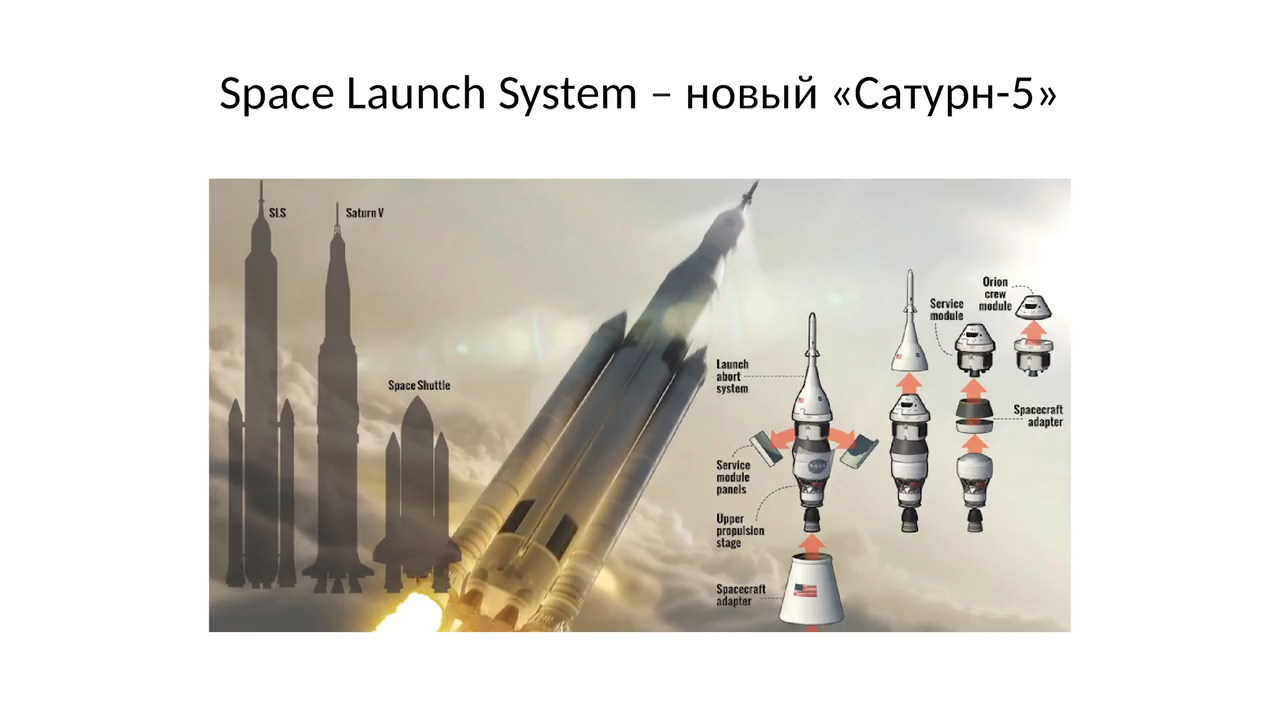 Space Launch System – новый «Сатурн-5»
SLS
Saturn V
Space Shuttle
Launch
abort
system
Service
module
panels
Upper
propulsion
stage
Spacecraft
adapter
Service
module
Orion
crew
module
Spacecraft
adapter
NASA